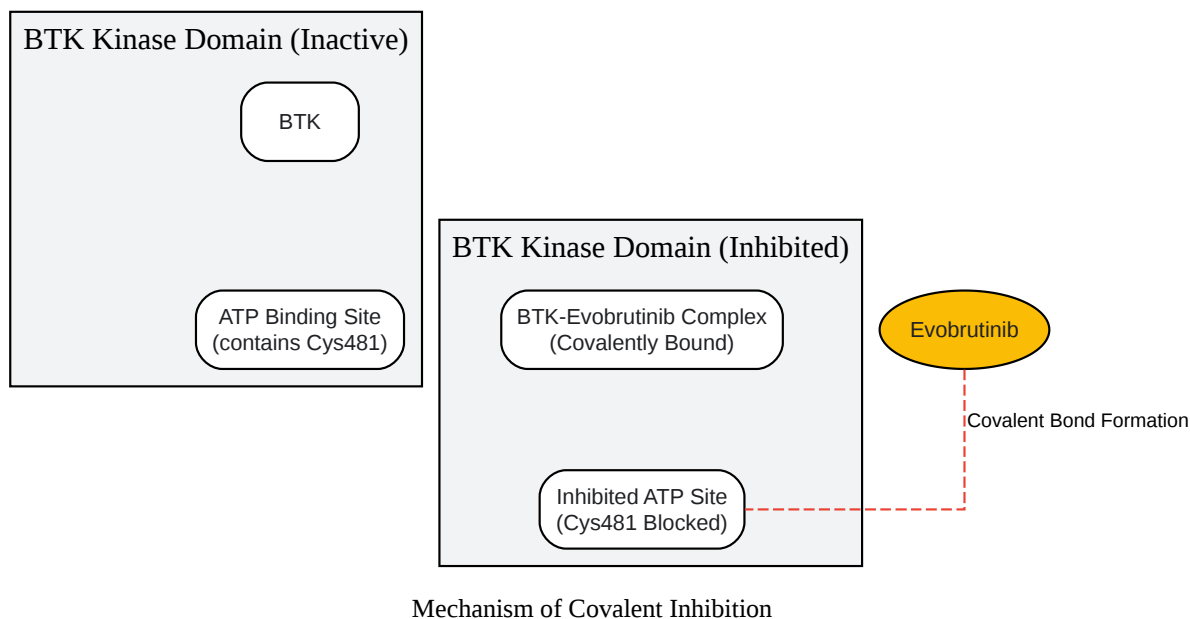 BTK Kinase Domain (Inactive)
BTK
ATP Binding Site
(contains Cys481)
BTK Kinase Domain (Inhibited)
BTK-Evobrutinib Complex
(Covalently Bound)
Evobrutinib
Covalent Bond Formation
Inhibited ATP Site
(Cys481 Blocked)
Mechanism of Covalent Inhibition